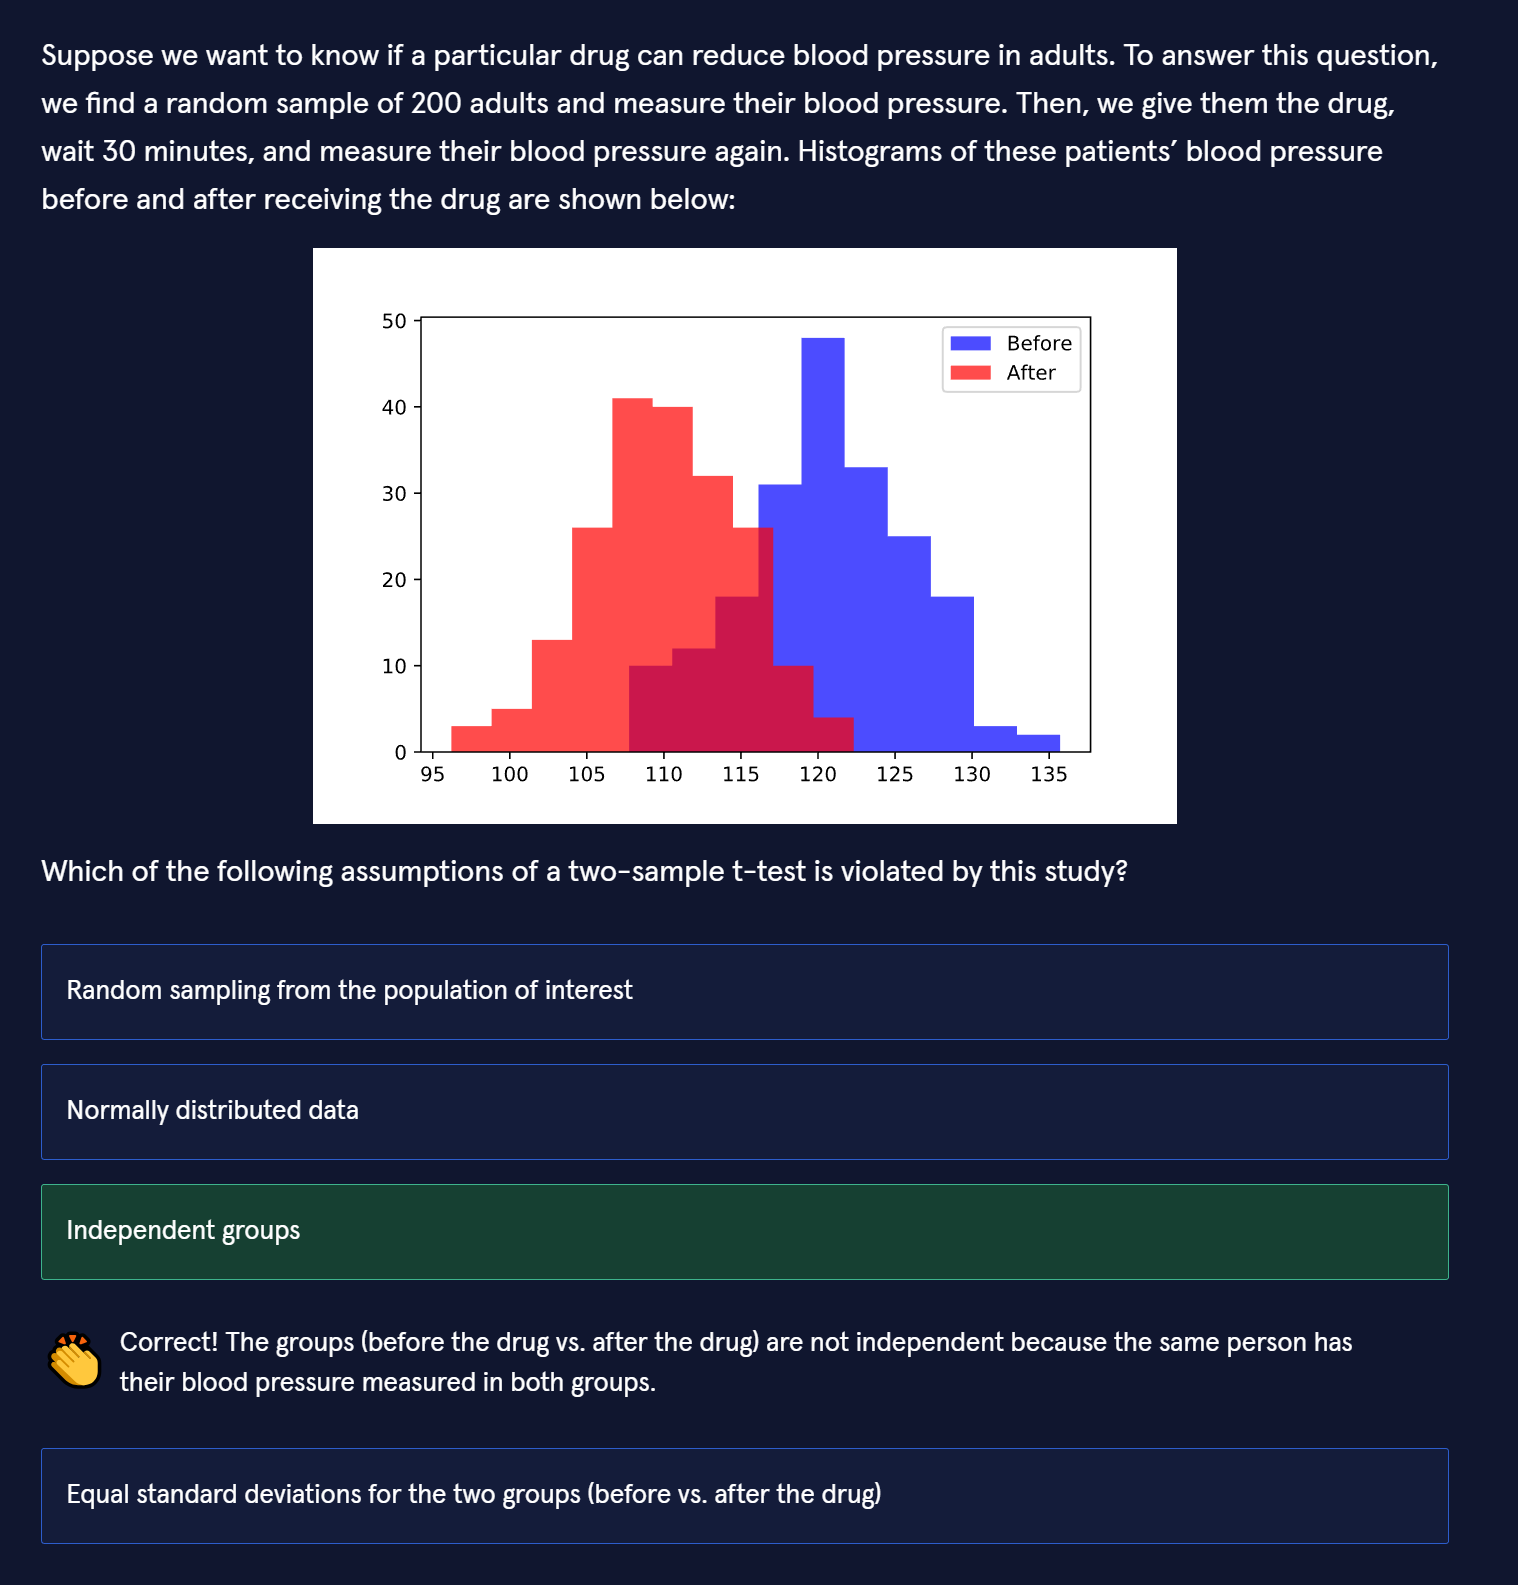 Suppose we want to know if a particular drug can reduce blood pressure in adults. To answer this question,
we find a random sample of 200 adults and measure their blood pressure. Then, we give them the drug,
wait 30 minutes, and measure their blood pressure again. Histograms of these patients’ blood pressure
before and after receiving the drug are shown below:
50
40
30
20
10
0
95 100 105 110 115 120 125 130 135
Before
After
Which of the following assumptions of a two-sample t-test is violated by this study?
Random sampling from the population of interest
Normally distributed data
Independent groups
Correct! The groups (before the drug vs. after the drug) are not independent because the same person has
their blood pressure measured in both groups.
Equal standard deviations for the two groups (before vs. after the drug)